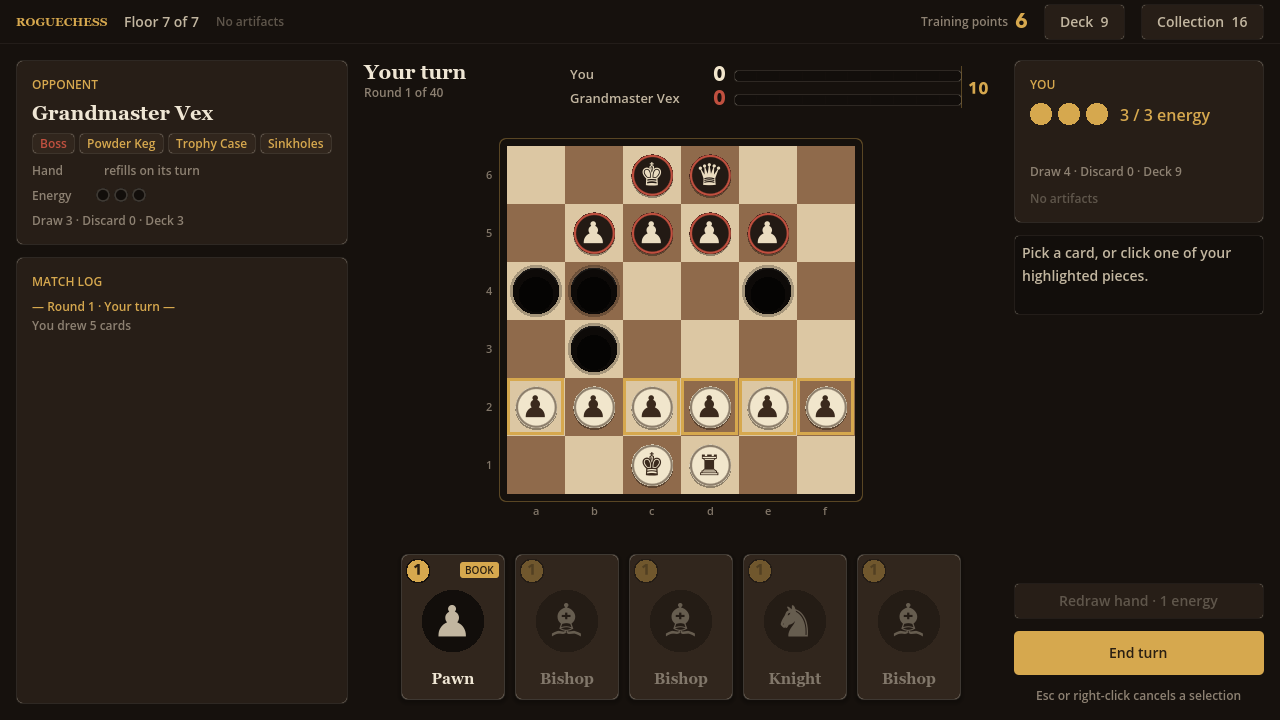 ROGUECHESS Floor 7 of 7 No artifacts Training points 6 Deck 9 Collection 16
OPPONENT
Grandmaster Vex
Boss Powder Keg Trophy Case Sinkholes
Hand refills on its turn
Energy
Draw 3 · Discard 0 · Deck 3
MATCH LOG
— Round 1 · Your turn —
You drew 5 cards
Your turn
Round 1 of 40
You 0
Grandmaster Vex 0
10
6
5
4
3
2
1
a b c d e f
1 BOOK
Pawn
1
Bishop
1
Bishop
1
Knight
1
Bishop
YOU
3 / 3 energy
Draw 4 · Discard 0 · Deck 9
No artifacts
Pick a card, or click one of your
highlighted pieces.
Redraw hand · 1 energy
End turn
Esc or right-click cancels a selection